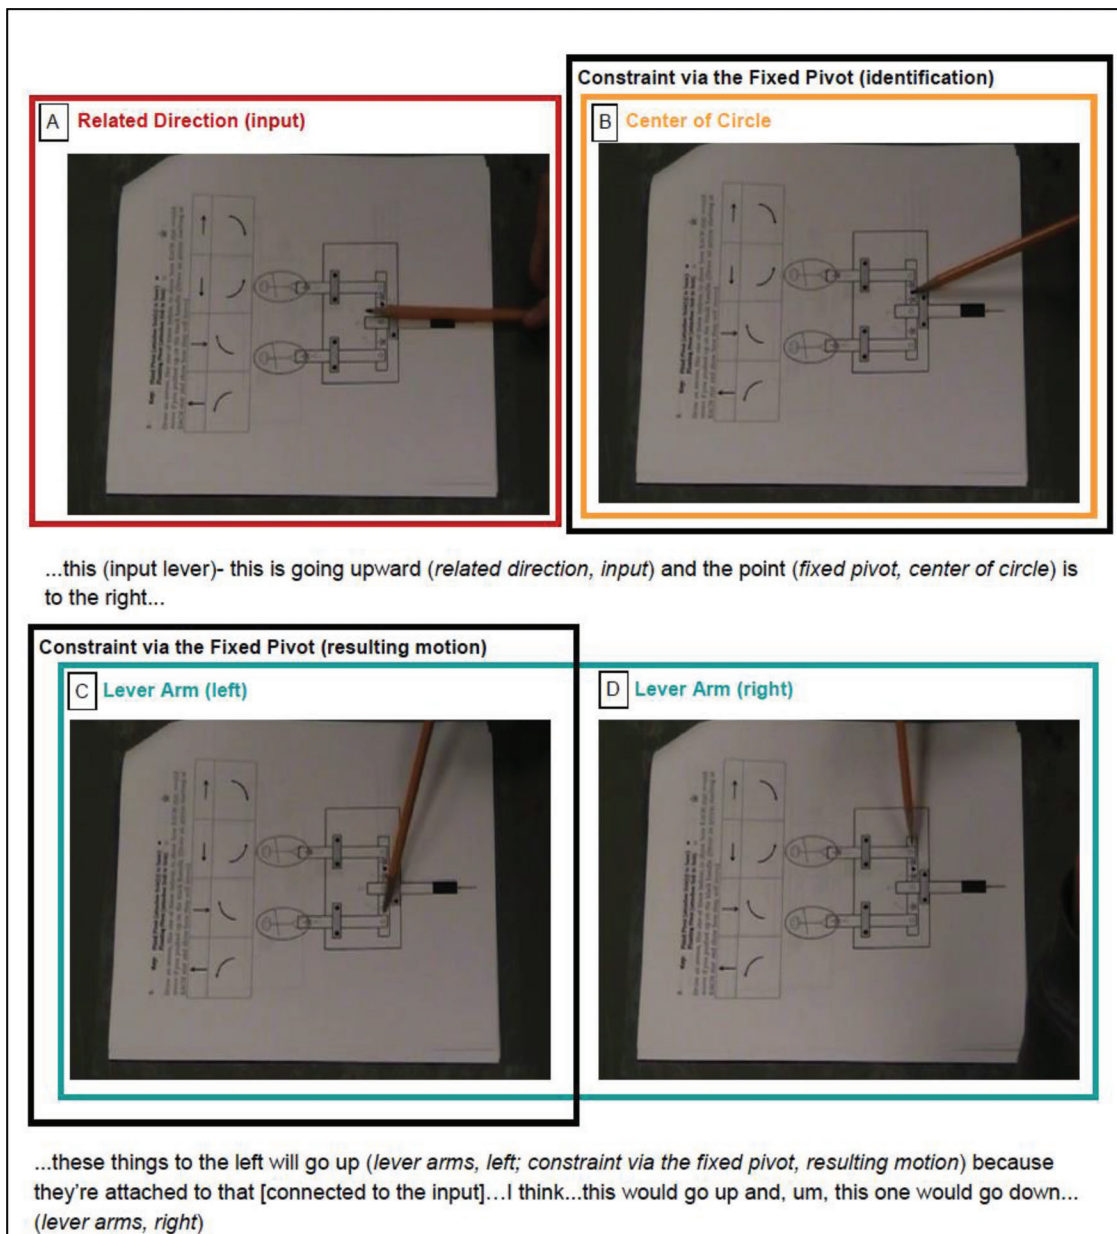 Constraint via the Fixed Pivot (identification)
A Related Direction (input)
B Center of Circle
...this (input lever)- this is going upward (related direction, input) and the point (fixed pivot, center of circle) is
to the right...
Constraint via the Fixed Pivot (resulting motion)
C Lever Arm (left)
D Lever Arm (right)
...these things to the left will go up (lever arms, left; constraint via the fixed pivot, resulting motion) because
they're attached to that [connected to the input]...I think...this would go up and, um, this one would go down...
(lever arms, right)